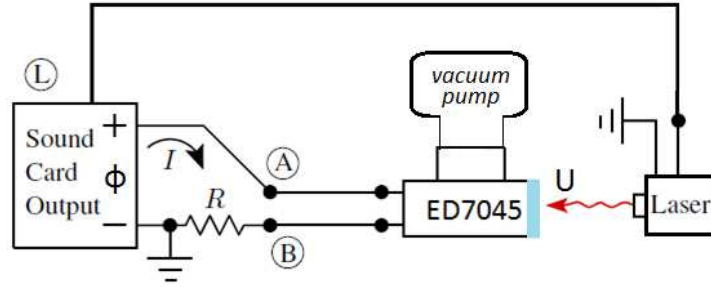 L
vacuum
pump
Sound
Card
Output
+
ϕ
−
I
R
A
B
ED7045
U
Laser